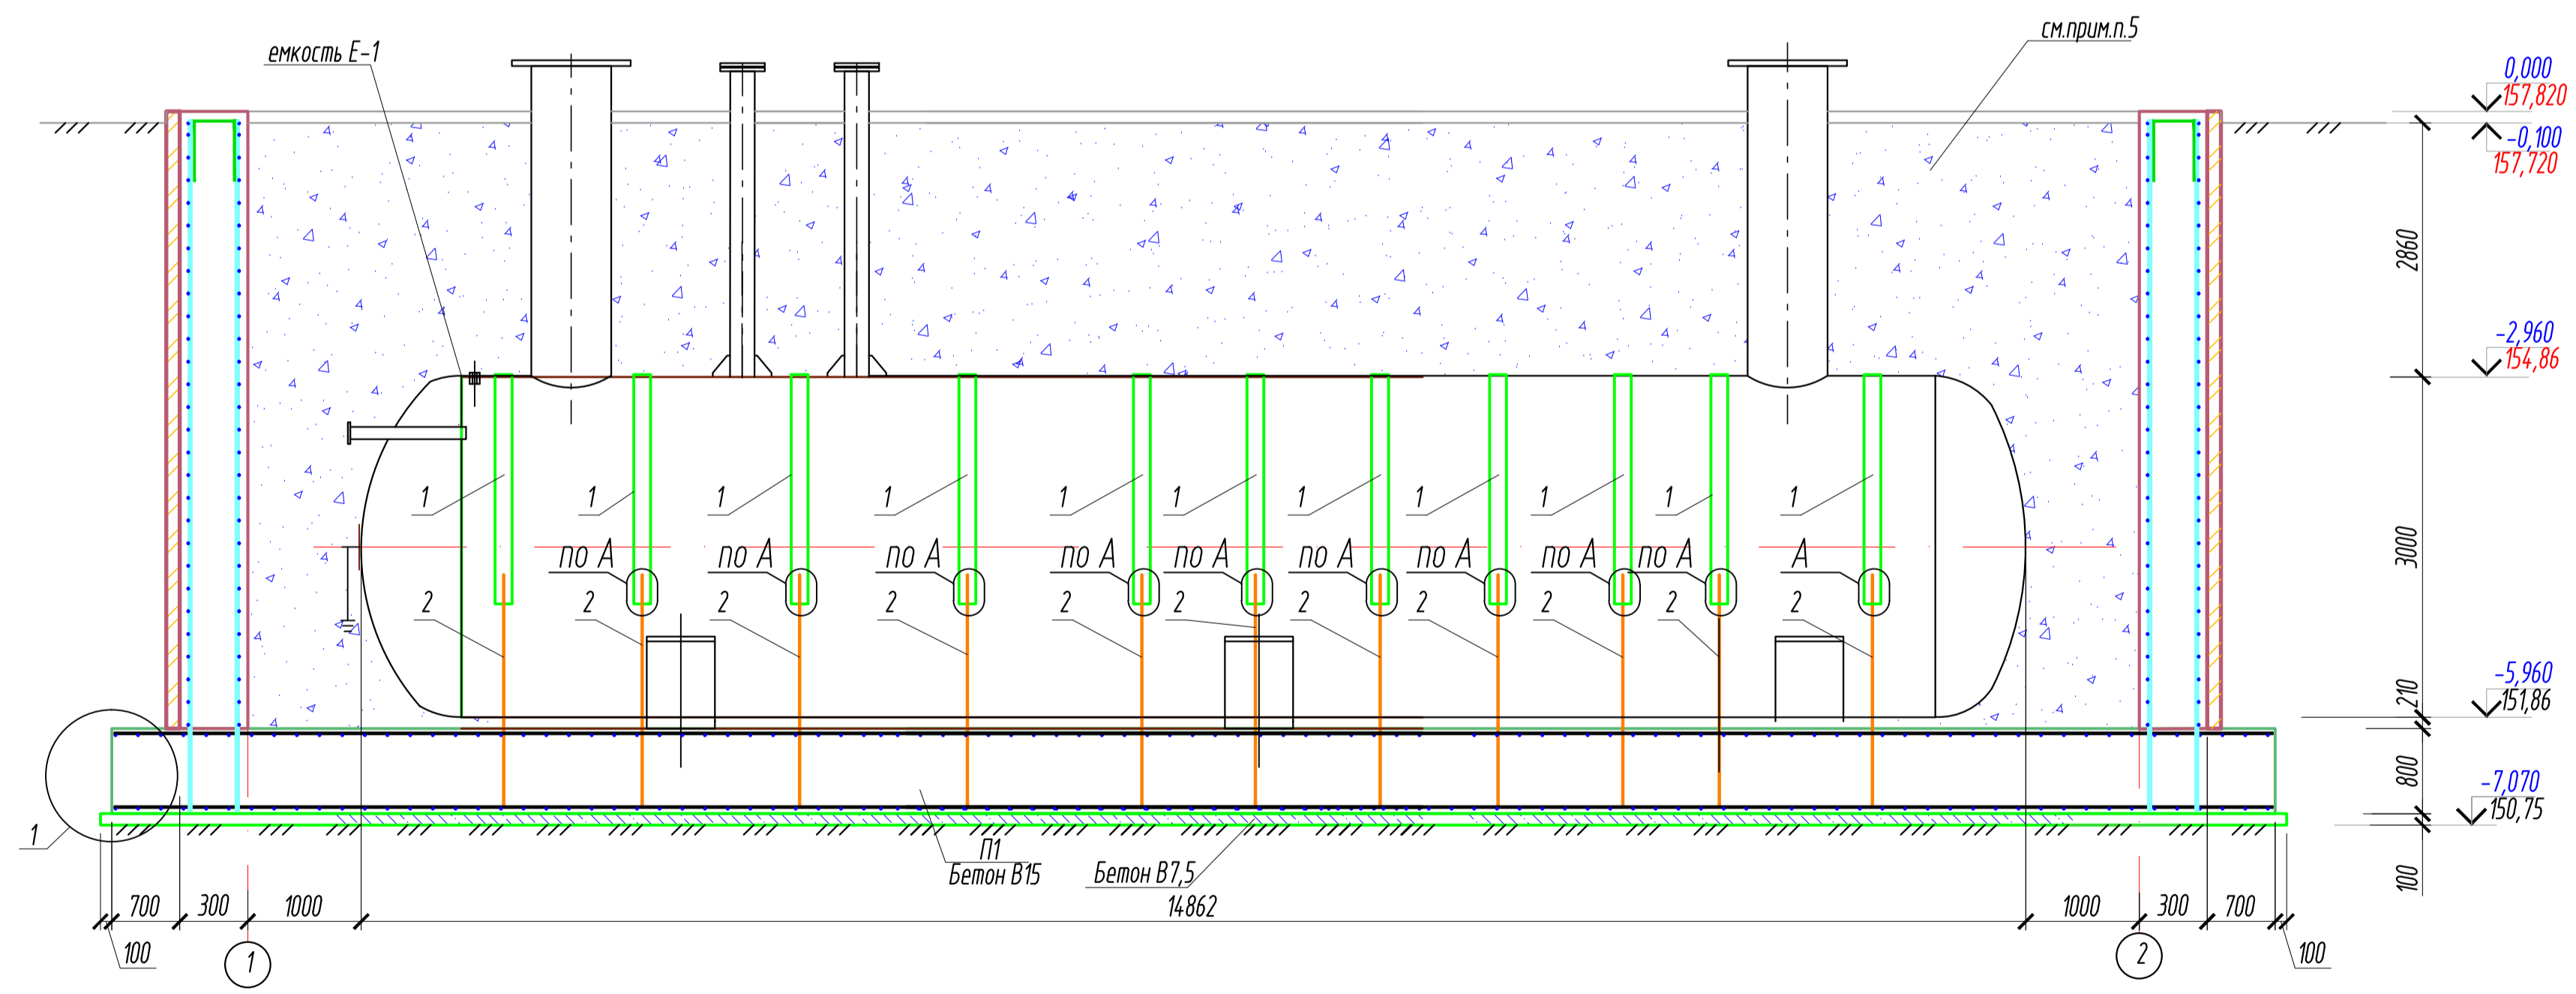 емкость Е-1
см.прим.п.5
0,000
157,820
-0,100
157,720
2860
-2,960
154,86
1 1 1 1 1 1 1 1 1 1 1
3000
по А по А по А по А по А по А по А по А по А А
2 2 2 2 2 2 2 2 2 2 2
-5,960
151,86
210
800
-7,070
150,75
1
П1
Бетон В15
Бетон В7,5
100
700 300 1000 14862 1000 300 700
100 100
1 2